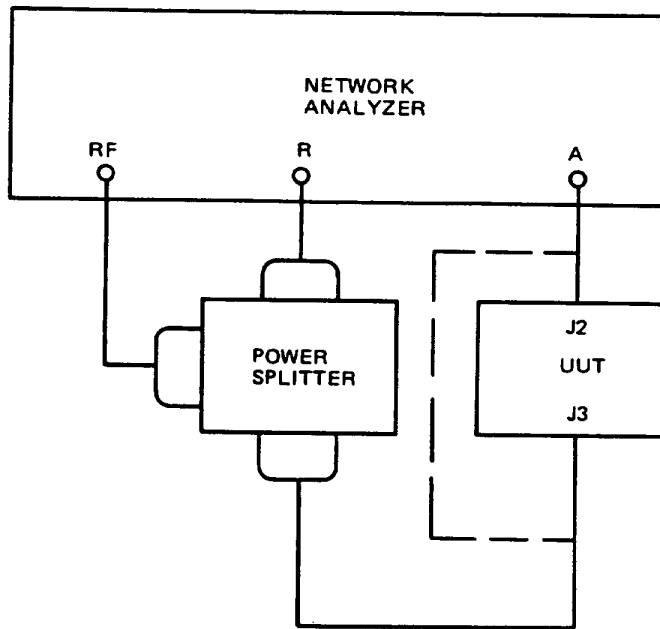 NETWORK
ANALYZER
RF
R
A
POWER
SPLITTER
J2
UUT
J3